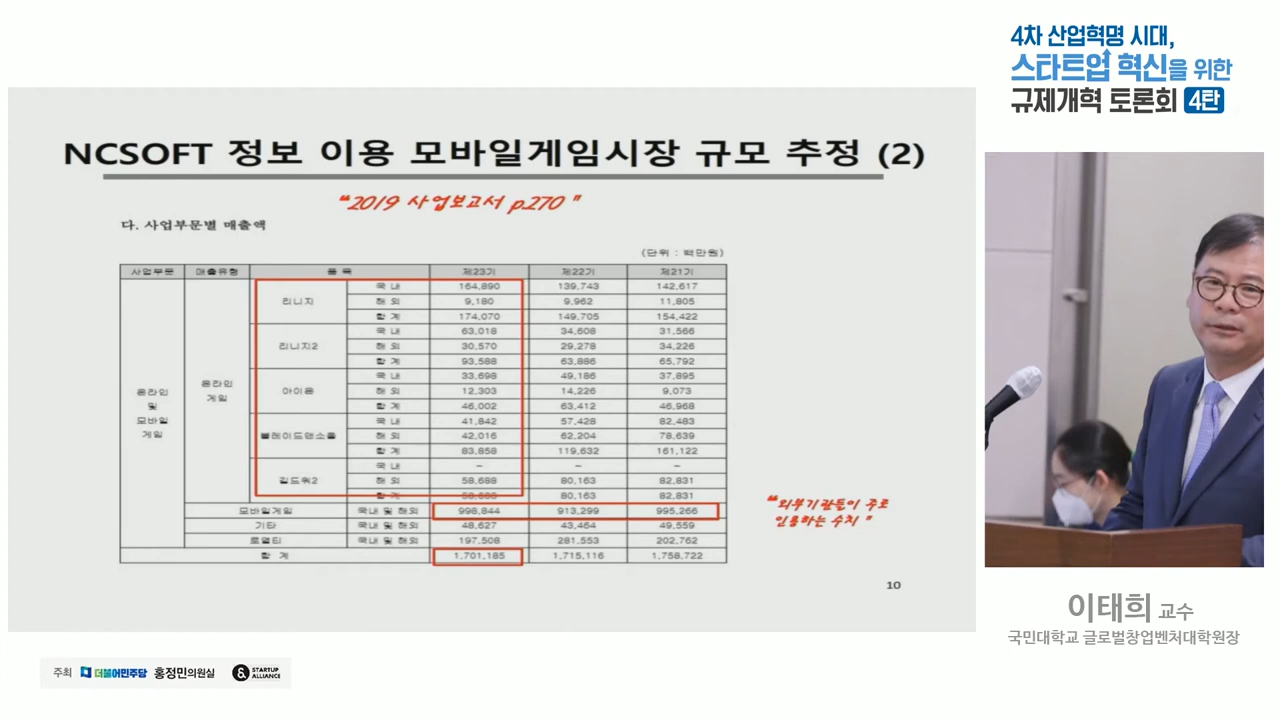 4차 산업혁명 시대,
스타트업 혁신을 위한
규제개혁 토론회 4탄
NCSOFT 정보 이용 모바일게임시장 규모 추정 (2)
"2019 사업보고서 p.270"
다. 사업부문별 매출액
(단위 : 백만원)
사업부문 매출유형 품 목 제23기 제22기 제21기
온라인 및 모바일 게임 온라인 게임 리니지 국 내 164,890 139,743 142,617
해 외 9,180 9,962 11,805
합 계 174,070 149,705 154,422
리니지2 국 내 63,018 34,608 31,566
해 외 30,570 29,278 34,226
합 계 93,588 63,886 65,792
아이온 국 내 33,698 49,186 37,895
해 외 12,303 14,226 9,073
합 계 46,002 63,412 46,968
블레이드앤소울 국 내 41,842 57,428 82,483
해 외 42,016 62,204 78,639
합 계 83,858 119,632 161,122
길드워2 국 내 - - -
해 외 58,688 80,163 82,831
합 계 58,688 80,163 82,831
모바일게임 국내 및 해외 998,844 913,299 995,266
기타 국내 및 해외 48,627 43,464 49,559
로열티 국내 및 해외 197,508 281,553 202,762
합 계 1,701,185 1,715,116 1,758,722
"외부기관들이 주로
인용하는 수치"
10
이태희 교수
국민대학교 글로벌창업벤처대학원장
주최 더불어민주당 홍정민의원실 STARTUP ALLIANCE